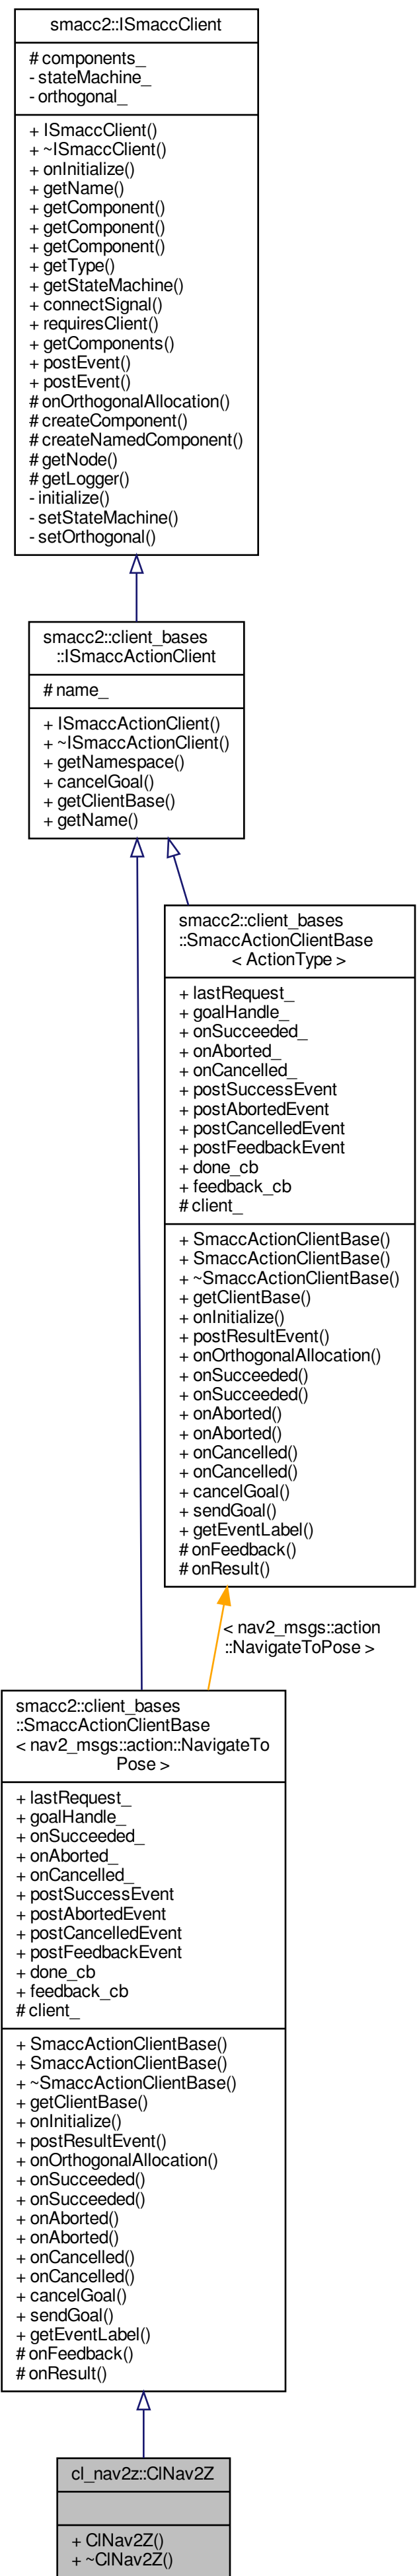 smacc2::ISmaccClient
# components_
- stateMachine_
- orthogonal_
+ ISmaccClient()
+ ~ISmaccClient()
+ onInitialize()
+ getName()
+ getComponent()
+ getComponent()
+ getComponent()
+ getType()
+ getStateMachine()
+ connectSignal()
+ requiresClient()
+ getComponents()
+ postEvent()
+ postEvent()
# onOrthogonalAllocation()
# createComponent()
# createNamedComponent()
# getNode()
# getLogger()
- initialize()
- setStateMachine()
- setOrthogonal()
smacc2::client_bases
::ISmaccActionClient
# name_
+ ISmaccActionClient()
+ ~ISmaccActionClient()
+ getNamespace()
+ cancelGoal()
+ getClientBase()
+ getName()
smacc2::client_bases
::SmaccActionClientBase
< ActionType >
+ lastRequest_
+ goalHandle_
+ onSucceeded_
+ onAborted_
+ onCancelled_
+ postSuccessEvent
+ postAbortedEvent
+ postCancelledEvent
+ postFeedbackEvent
+ done_cb
+ feedback_cb
# client_
+ SmaccActionClientBase()
+ SmaccActionClientBase()
+ ~SmaccActionClientBase()
+ getClientBase()
+ onInitialize()
+ postResultEvent()
+ onOrthogonalAllocation()
+ onSucceeded()
+ onSucceeded()
+ onAborted()
+ onAborted()
+ onCancelled()
+ onCancelled()
+ cancelGoal()
+ sendGoal()
+ getEventLabel()
# onFeedback()
# onResult()
< nav2_msgs::action
::NavigateToPose >
smacc2::client_bases
::SmaccActionClientBase
< nav2_msgs::action::NavigateTo
Pose >
+ lastRequest_
+ goalHandle_
+ onSucceeded_
+ onAborted_
+ onCancelled_
+ postSuccessEvent
+ postAbortedEvent
+ postCancelledEvent
+ postFeedbackEvent
+ done_cb
+ feedback_cb
# client_
+ SmaccActionClientBase()
+ SmaccActionClientBase()
+ ~SmaccActionClientBase()
+ getClientBase()
+ onInitialize()
+ postResultEvent()
+ onOrthogonalAllocation()
+ onSucceeded()
+ onSucceeded()
+ onAborted()
+ onAborted()
+ onCancelled()
+ onCancelled()
+ cancelGoal()
+ sendGoal()
+ getEventLabel()
# onFeedback()
# onResult()
cl_nav2z::ClNav2Z
+ ClNav2Z()
+ ~ClNav2Z()